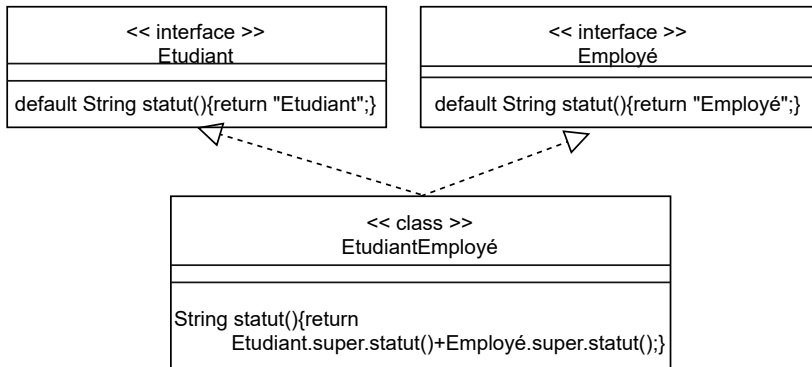 << interface >>
Etudiant
default String statut(){return "Etudiant";}
<< interface >>
Employé
default String statut(){return "Employé";}
<< class >>
EtudiantEmployé
String statut(){return
Etudiant.super.statut()+Employé.super.statut();}